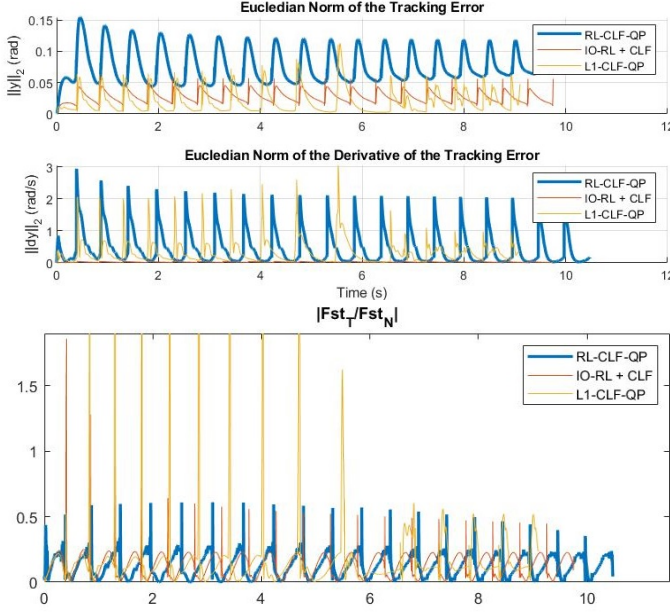 Eucledian Norm of the Tracking Error
||y||2 (rad)
0.15
0.1
0.05
0
RL-CLF-QP
IO-RL + CLF
L1-CLF-QP
0 2 4 6 8 10 12
Eucledian Norm of the Derivative of the Tracking Error
||dy||2 (rad/s)
3
2
1
0
RL-CLF-QP
IO-RL + CLF
L1-CLF-QP
0 2 4 6 8 10 12
Time (s)
|Fst_T/Fst_N|
1.5
1
0.5
0
RL-CLF-QP
IO-RL + CLF
L1-CLF-QP
0 2 4 6 8 10